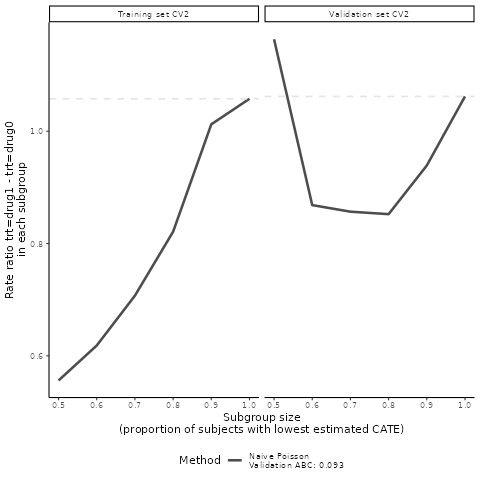 Training set CV2
Validation set CV2
Rate ratio trt=drug1 - trt=drug0
in each subgroup
1.0
0.8
0.6
0.5 0.6 0.7 0.8 0.9 1.0
0.5 0.6 0.7 0.8 0.9 1.0
Subgroup size
(proportion of subjects with lowest estimated CATE)
Method
Naive Poisson
Validation ABC: 0.093